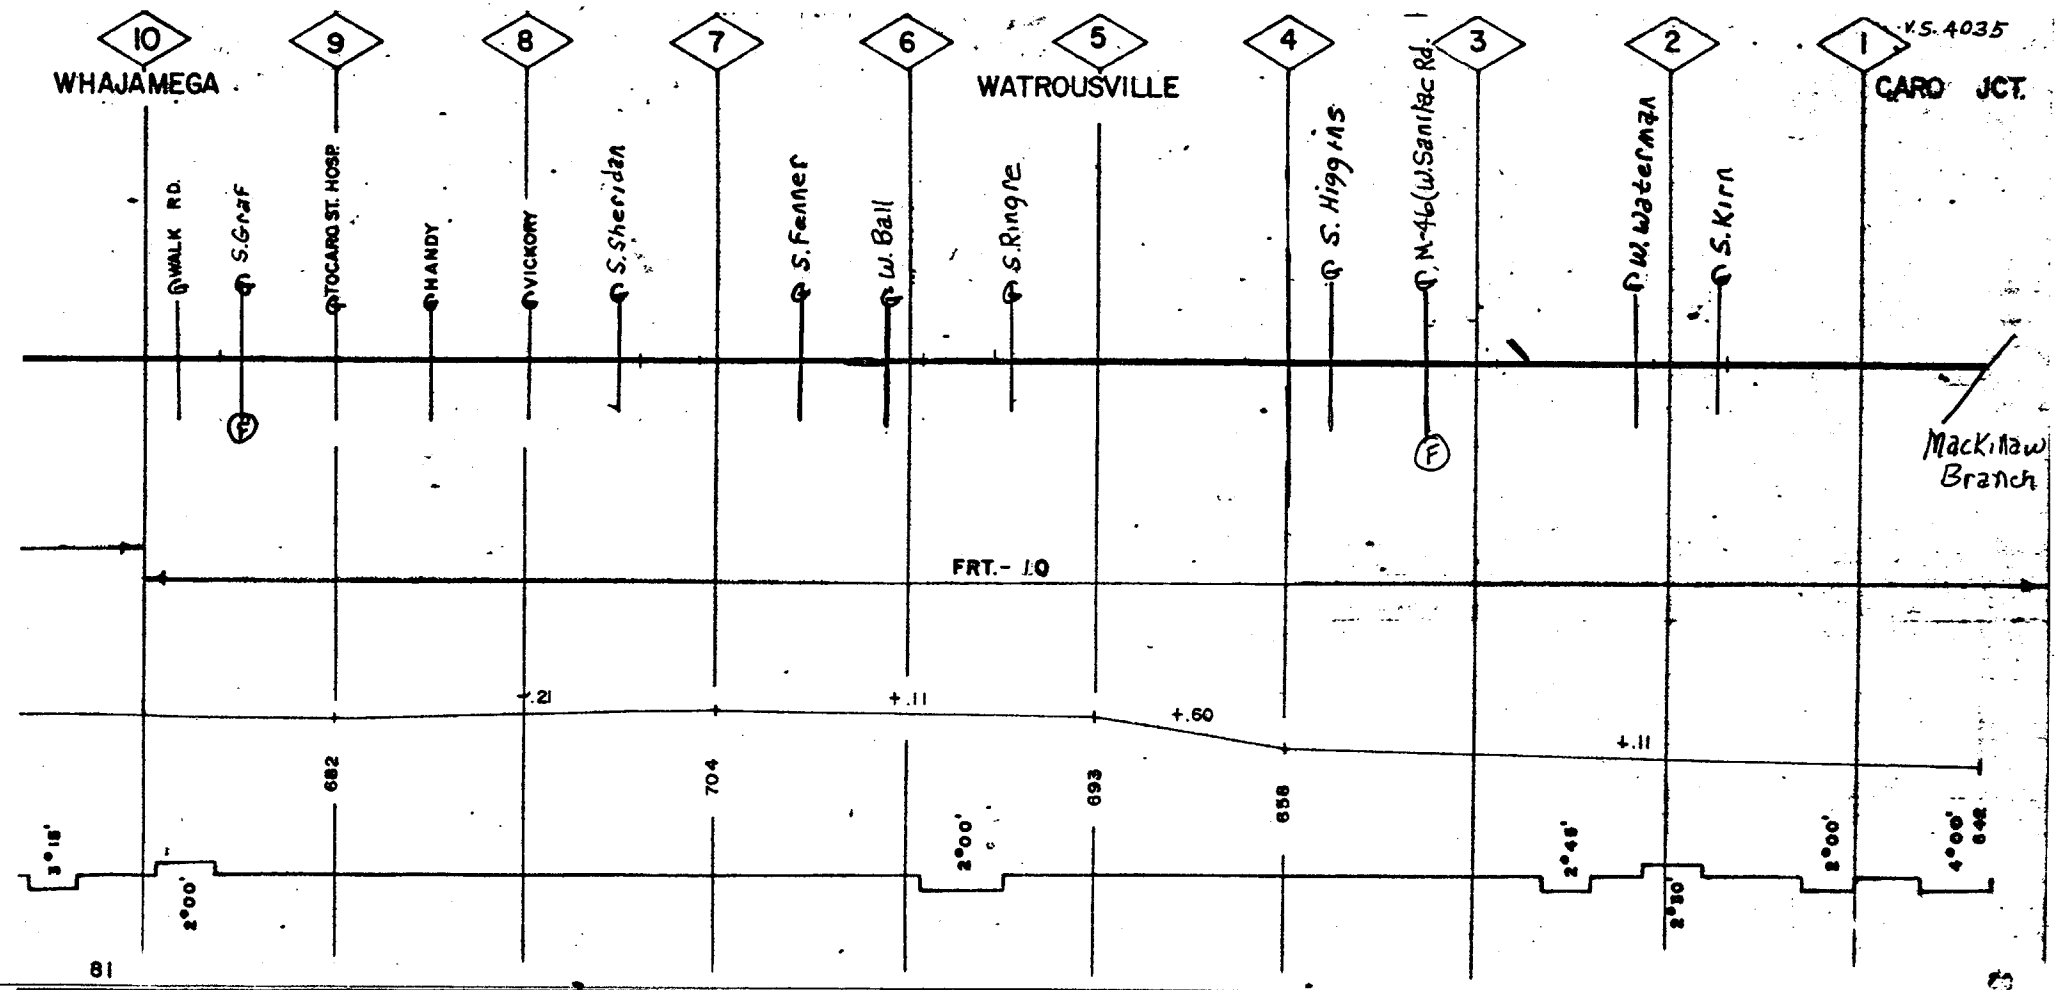 10 9 8 7 6 5 4 3 2 1 V.S. 4035
WHAJAMEGA WATROUSVILLE CARO JCT.
WALK RD.
S. Graf
TOCARO ST. HOSP.
HANDY
VICKORY
S. Sheridan
S. Fenner
W. Ball
S. Ringle
S. Higgins
M-46 (W. Sanilac Rd.
W. Waterman
S. Kirn
F
F
Mackinaw
Branch
FRT. - 10
-.21 +.11 +.60 +.11
682
704
693
658
642
3°15'
2°00'
2°00'
2°45'
2°30'
2°00'
4°00'
81